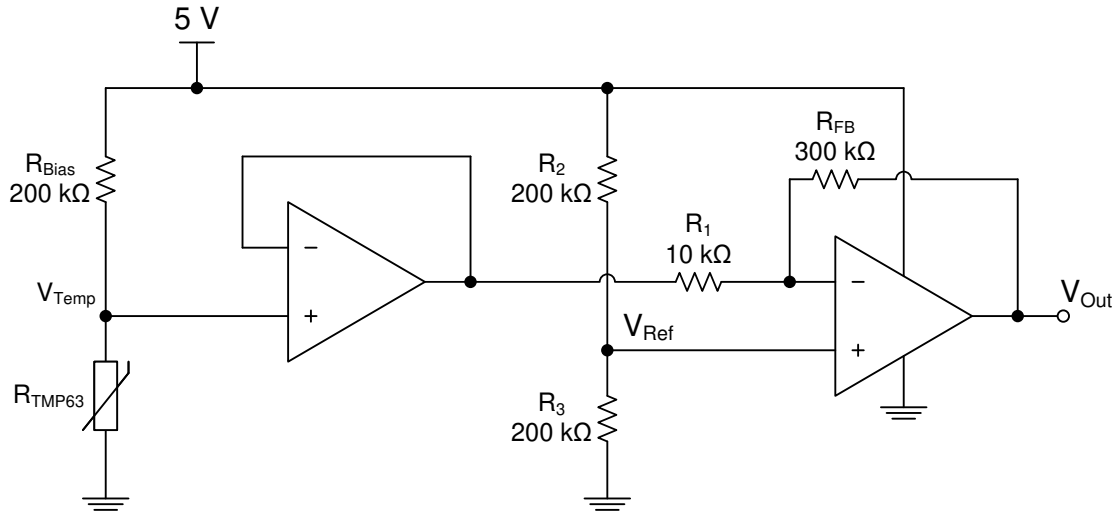 5 V
R_Bias
200 kΩ
V_Temp
R_TMP63
−
+
R_2
200 kΩ
V_Ref
R_3
200 kΩ
R_1
10 kΩ
R_FB
300 kΩ
−
+
V_Out